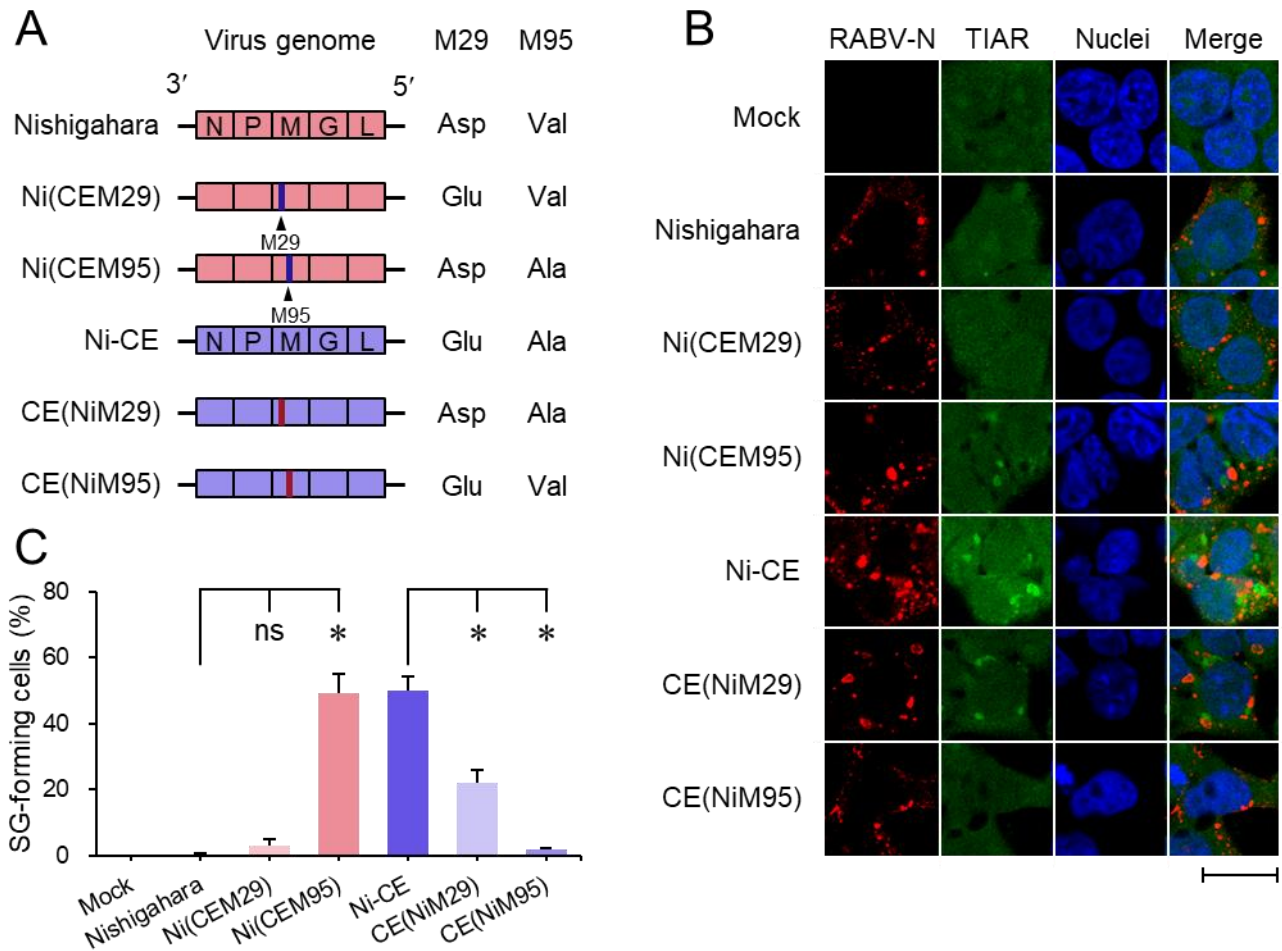 A
Virus genome M29 M95
3′ 5′
Nishigahara N P M G L Asp Val
Ni(CEM29) Glu Val
M29
Ni(CEM95) Asp Ala
M95
Ni-CE N P M G L Glu Ala
CE(NiM29) Asp Ala
CE(NiM95) Glu Val
B
RABV-N TIAR Nuclei Merge
Mock
Nishigahara
Ni(CEM29)
Ni(CEM95)
Ni-CE
CE(NiM29)
CE(NiM95)
C
SG-forming cells (%)
80
60
40
20
0
ns * * *
Mock
Nishigahara
Ni(CEM29)
Ni(CEM95)
Ni-CE
CE(NiM29)
CE(NiM95)